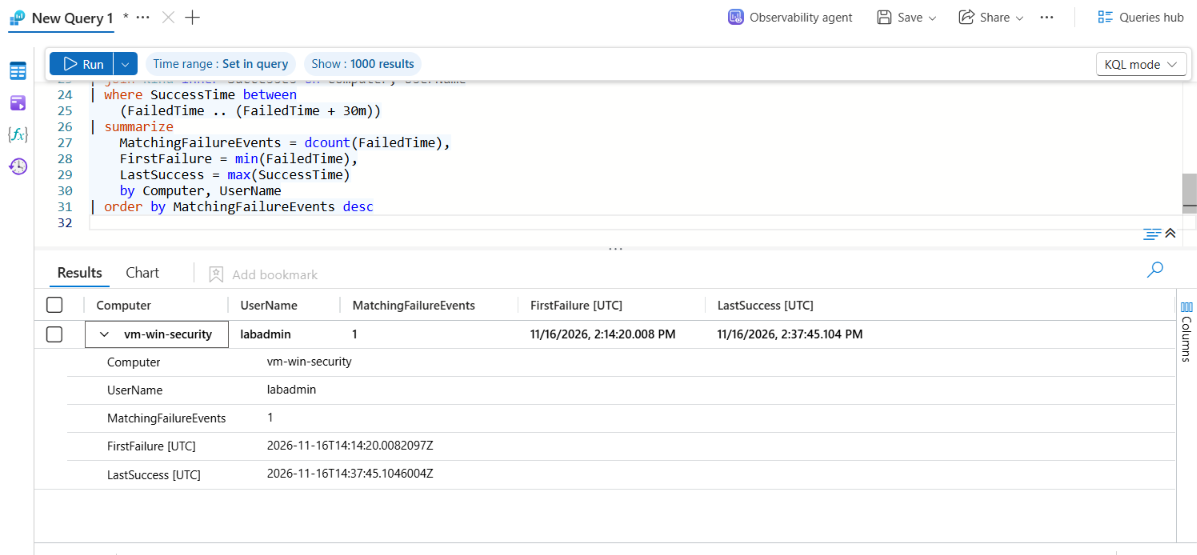 New Query 1 * ...
Observability agent
Save
Share
...
Queries hub
Run
Time range : Set in query
Show : 1000 results
KQL mode
{fx}
24 | where SuccessTime between
25 (FailedTime .. (FailedTime + 30m))
26 | summarize
27 MatchingFailureEvents = dcount(FailedTime),
28 FirstFailure = min(FailedTime),
29 LastSuccess = max(SuccessTime)
30 by Computer, UserName
31 | order by MatchingFailureEvents desc
32
Results
Chart
Add bookmark
Computer UserName MatchingFailureEvents FirstFailure [UTC] LastSuccess [UTC]
vm-win-security labadmin 1 11/16/2026, 2:14:20.008 PM 11/16/2026, 2:37:45.104 PM
Computer vm-win-security
UserName labadmin
MatchingFailureEvents 1
FirstFailure [UTC] 2026-11-16T14:14:20.0082097Z
LastSuccess [UTC] 2026-11-16T14:37:45.1046004Z
Columns